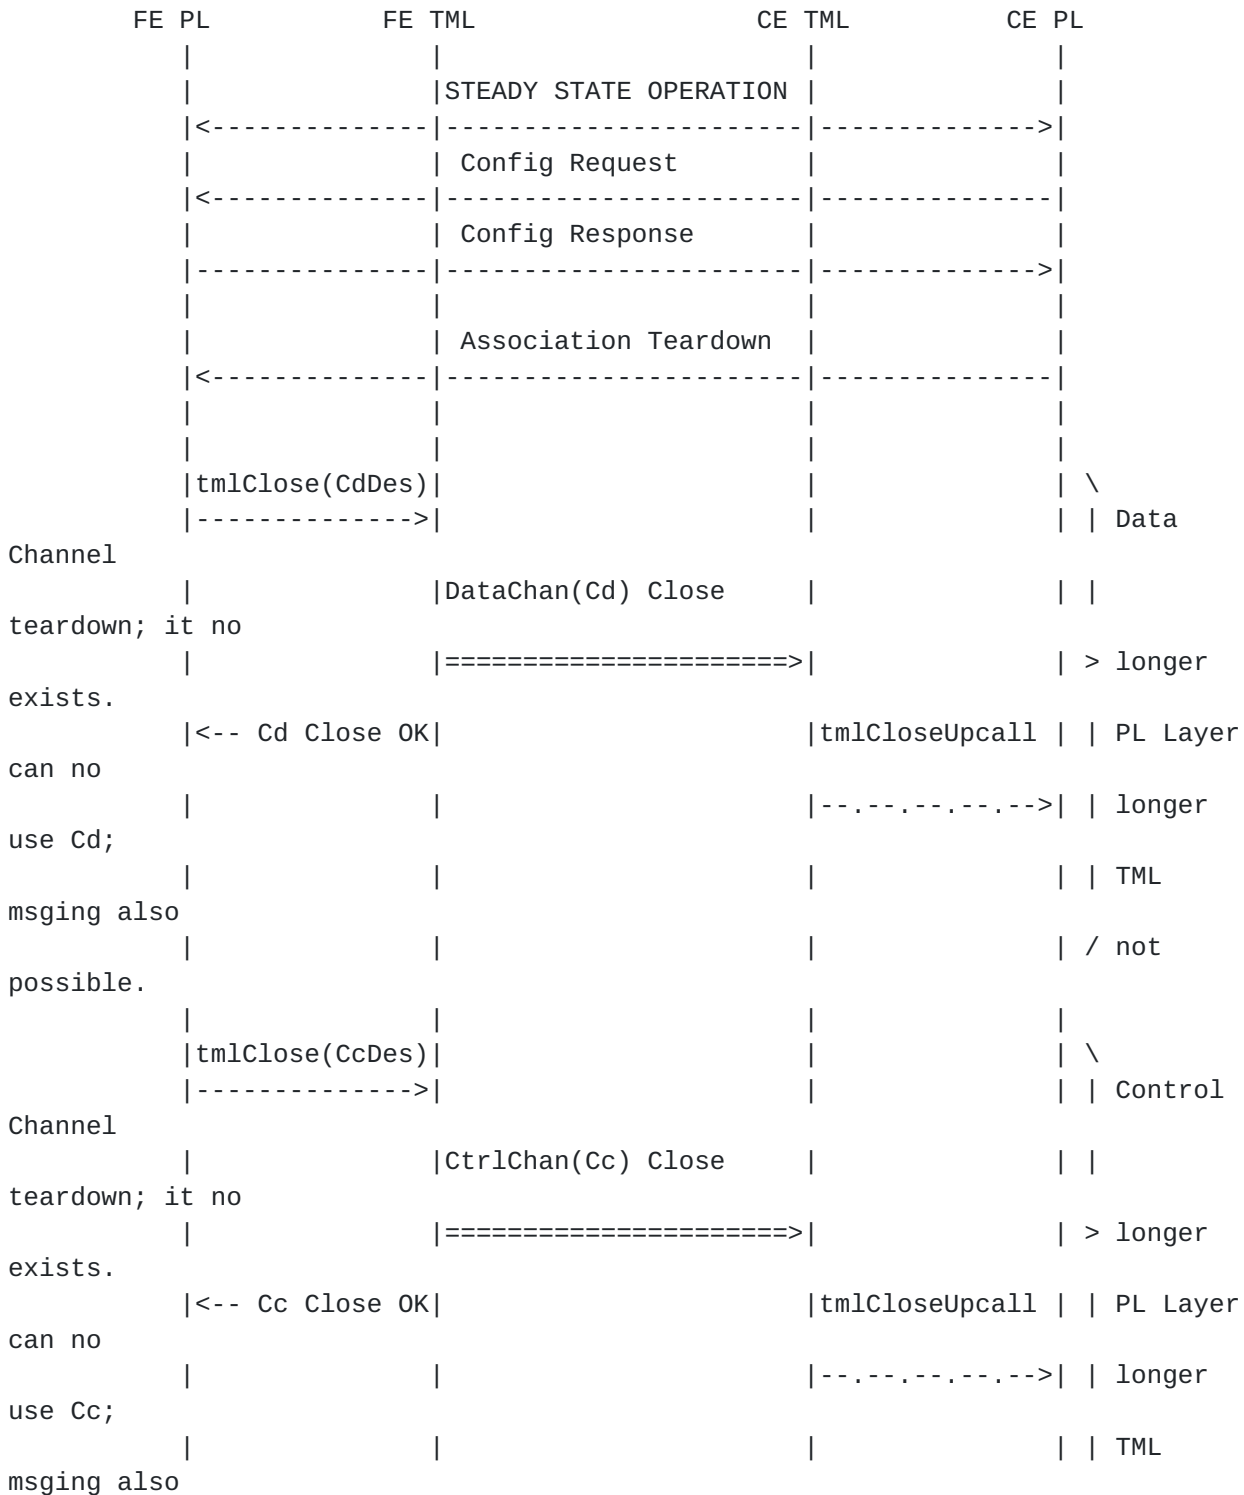 FE PL           FE TML                  CE TML          CE PL
           |               |                       |               |
           |               |STEADY STATE OPERATION |               |
           |<--------------|-----------------------|-------------->|
           |               | Config Request        |               |
           |<--------------|-----------------------|---------------|
           |               | Config Response       |               |
           |---------------|-----------------------|-------------->|
           |               |                       |               |
           |               | Association Teardown  |               |
           |<--------------|-----------------------|---------------|
           |               |                       |               |
           |               |                       |               |
           |tmlClose(CdDes)|                       |               | \
           |-------------->|                       |               | | Data
Channel
           |               |DataChan(Cd) Close     |               | |
teardown; it no
           |               |======================>|               | > longer
exists.
           |<-- Cd Close OK|                       |tmlCloseUpcall | | PL Layer
can no
           |               |                       |--.--.--.--.-->| | longer
use Cd;
           |               |                       |               | | TML
msging also
           |               |                       |               | / not
possible.
           |               |                       |               |
           |tmlClose(CcDes)|                       |               | \
           |-------------->|                       |               | | Control
Channel
           |               |CtrlChan(Cc) Close     |               | |
teardown; it no
           |               |======================>|               | > longer
exists.
           |<-- Cc Close OK|                       |tmlCloseUpcall | | PL Layer
can no
           |               |                       |--.--.--.--.-->| | longer
use Cc;
           |               |                       |               | | TML
msging also